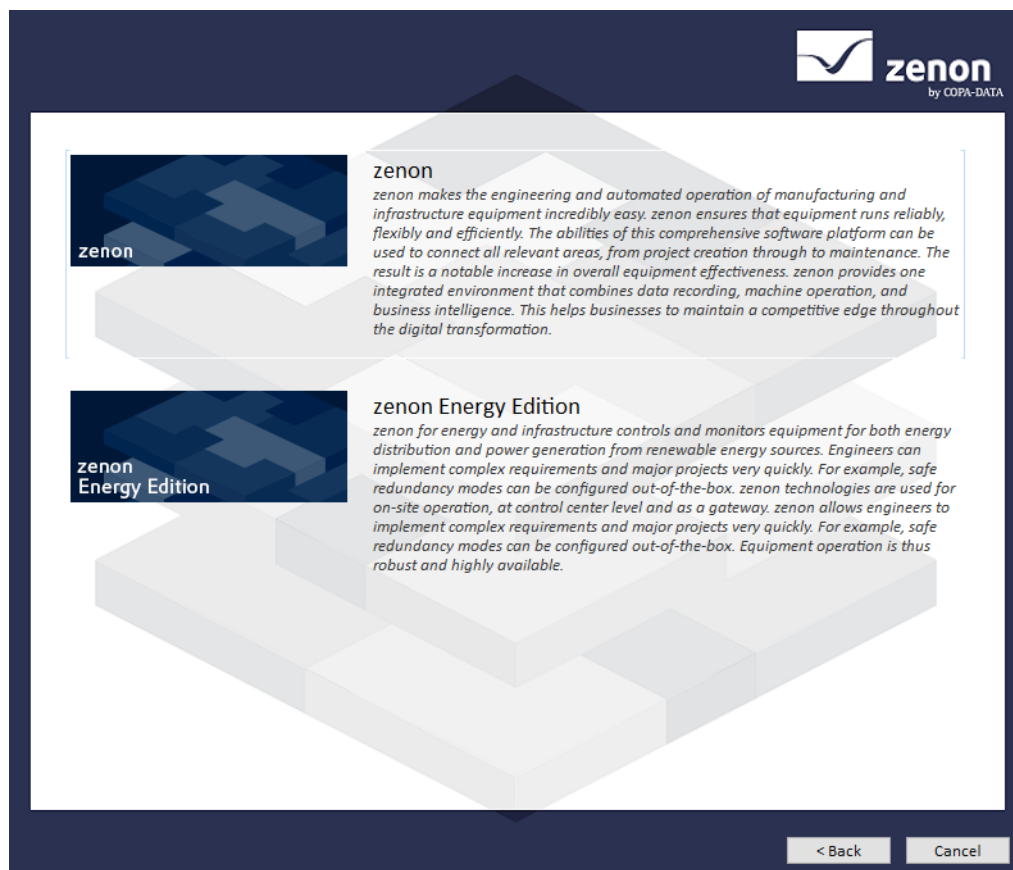 zenon
by COPA-DATA
zenon
zenon
zenon makes the engineering and automated operation of manufacturing and
infrastructure equipment incredibly easy. zenon ensures that equipment runs reliably,
flexibly and efficiently. The abilities of this comprehensive software platform can be
used to connect all relevant areas, from project creation through to maintenance. The
result is a notable increase in overall equipment effectiveness. zenon provides one
integrated environment that combines data recording, machine operation, and
business intelligence. This helps businesses to maintain a competitive edge throughout
the digital transformation.
zenon
Energy Edition
zenon Energy Edition
zenon for energy and infrastructure controls and monitors equipment for both energy
distribution and power generation from renewable energy sources. Engineers can
implement complex requirements and major projects very quickly. For example, safe
redundancy modes can be configured out-of-the-box. zenon technologies are used for
on-site operation, at control center level and as a gateway. zenon allows engineers to
implement complex requirements and major projects very quickly. For example, safe
redundancy modes can be configured out-of-the-box. Equipment operation is thus
robust and highly available.
< Back
Cancel